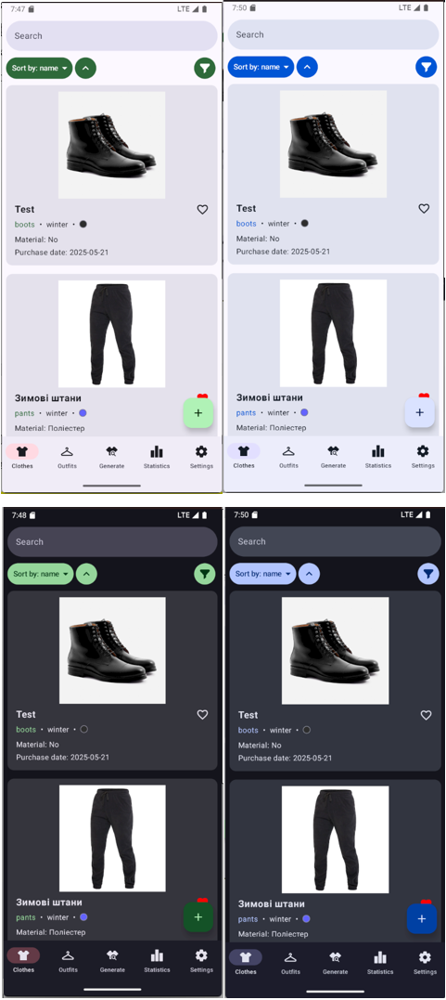 7:47 LTE
Search
Sort by: name
Test
boots • winter •
Material: No
Purchase date: 2025-05-21
Зимові штани
pants • winter •
Material: Поліестер
Clothes Outfits Generate Statistics Settings
7:50 LTE
Search
Sort by: name
Test
boots • winter •
Material: No
Purchase date: 2025-05-21
Зимові штани
pants • winter •
Material: Поліестер
Clothes Outfits Generate Statistics Settings
7:48 LTE
Search
Sort by: name
Test
boots • winter •
Material: No
Purchase date: 2025-05-21
Зимові штани
pants • winter •
Material: Поліестер
Clothes Outfits Generate Statistics Settings
7:50 LTE
Search
Sort by: name
Test
boots • winter •
Material: No
Purchase date: 2025-05-21
Зимові штани
pants • winter •
Material: Поліестер
Clothes Outfits Generate Statistics Settings